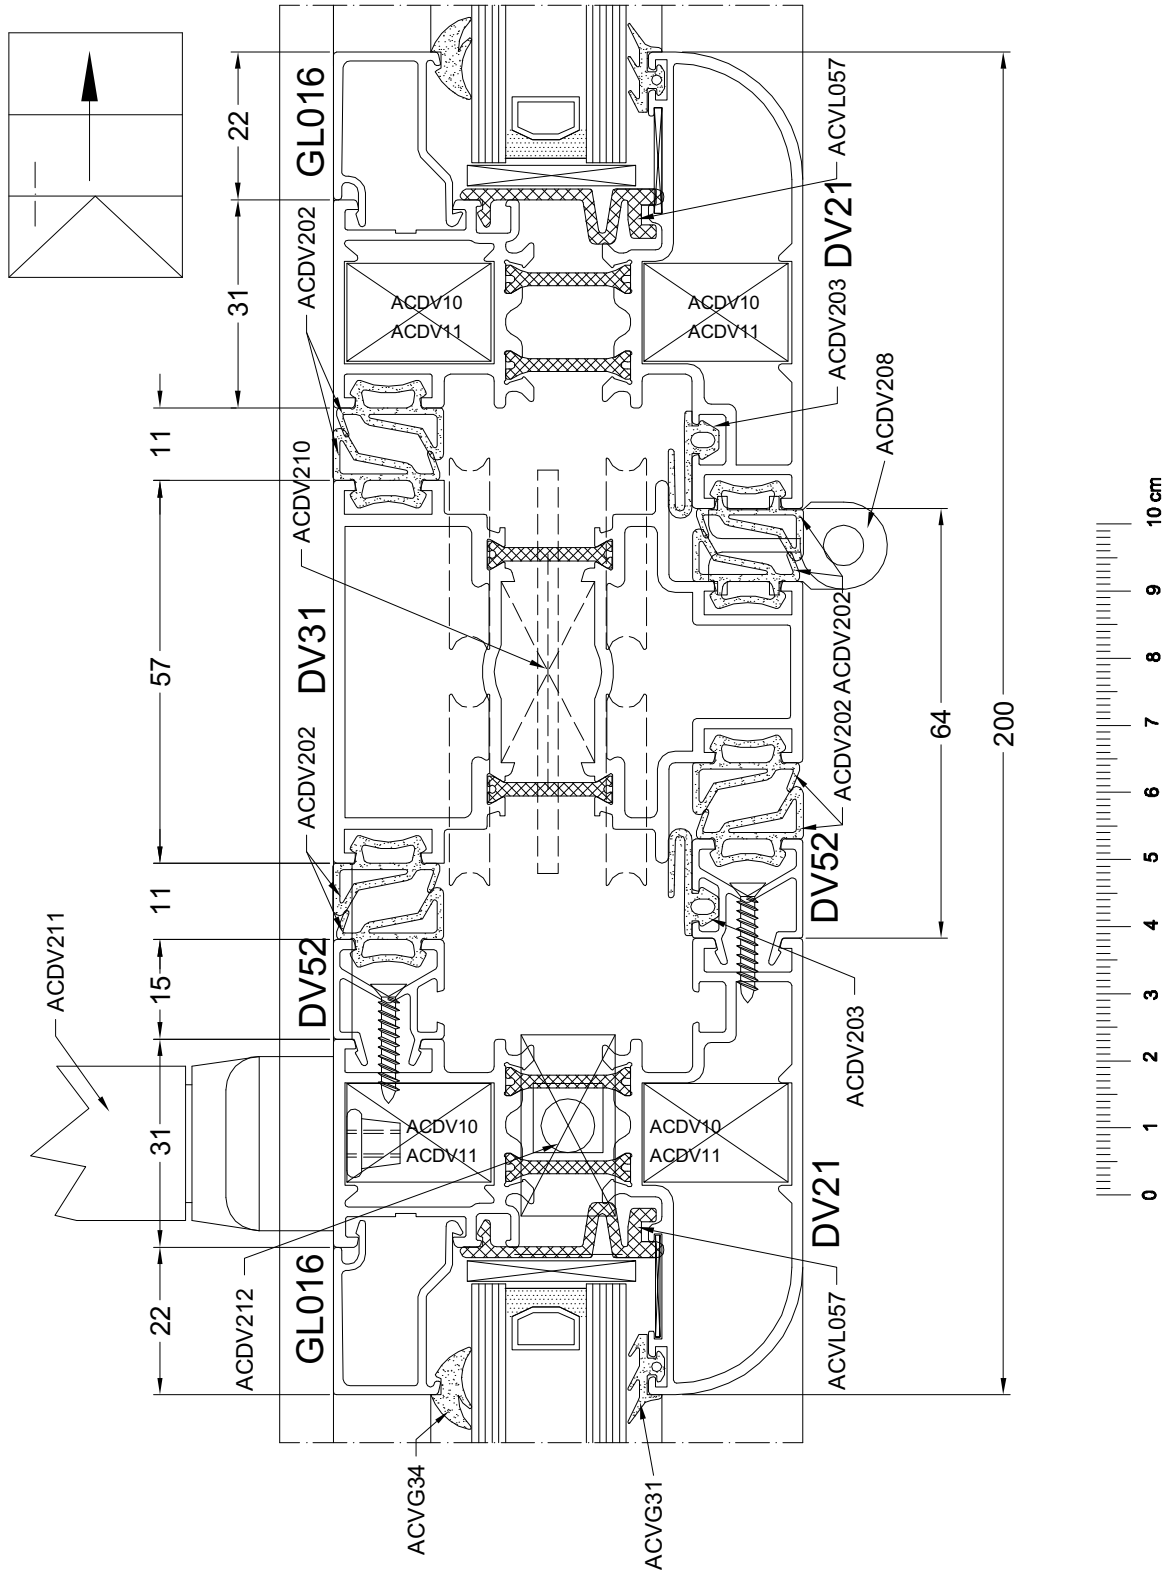 22
31
11
57
11
15
31
22
GL016
ACDV202
ACDV210
DV31
ACDV202
ACDV211
DV52
GL016
ACDV212
ACVG34
ACVG31
ACDV10
ACDV11
ACDV10
ACDV11
ACDV10
ACDV11
ACDV10
ACDV11
ACVL057
DV21
ACDV203
ACDV208
ACDV202 ACDV202
DV52
ACDV203
DV21
ACVL057
64
200
0 1 2 3 4 5 6 7 8 9 10 cm